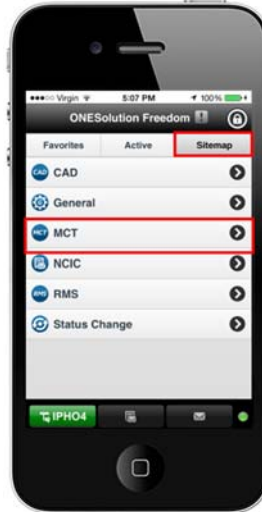 Virgin 5:07 PM 100%
ONESolution Freedom !
Favorites Active Sitemap
CAD CAD
General
MCT MCT
NCIC
RMS RMS
Status Change
IPHO4